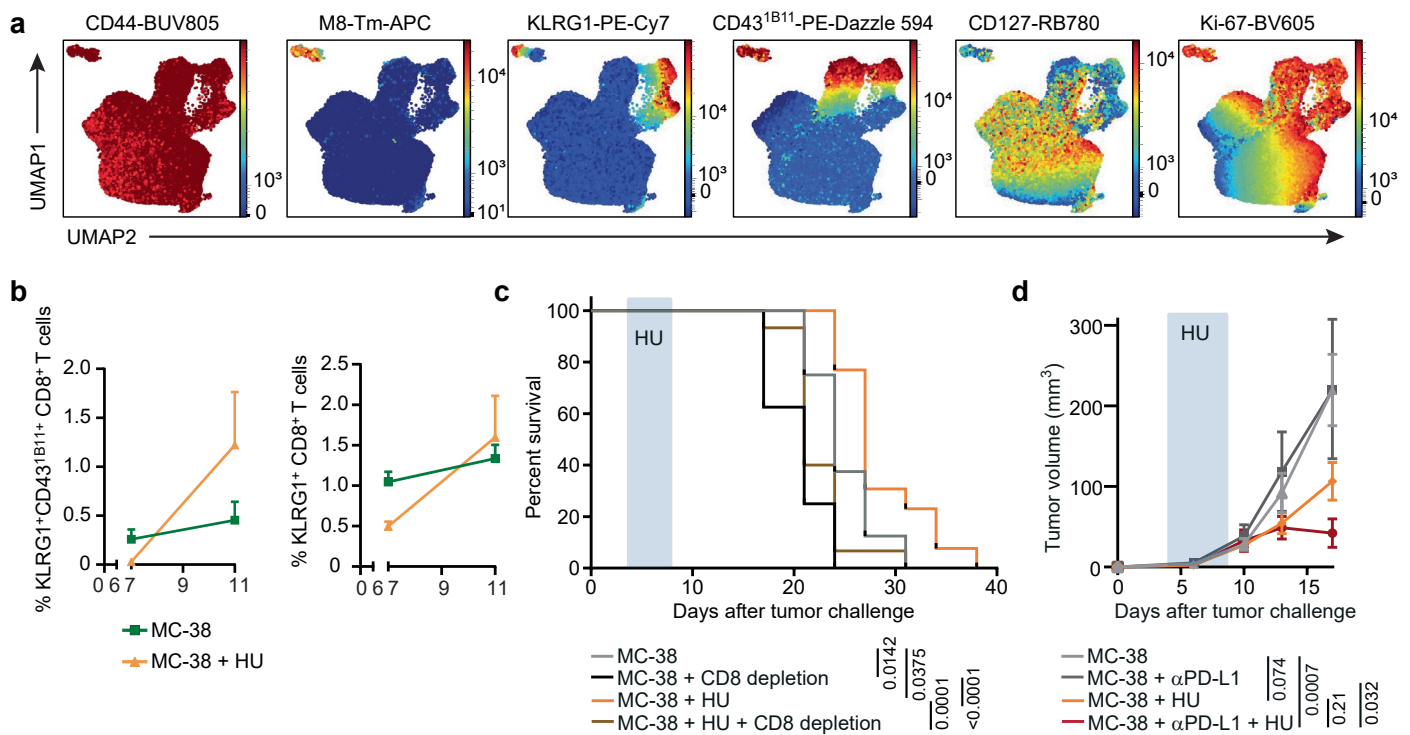 a
CD44-BUV805 M8-Tm-APC KLRG1-PE-Cy7 CD43¹ᴮ¹¹-PE-Dazzle 594 CD127-RB780 Ki-67-BV605
UMAP1
10³
0
10⁴
10³
10¹
10⁴
10³
0
10⁴
0
10³
0
10⁴
10³
0
UMAP2
b
% KLRG1⁺CD43¹ᴮ¹¹⁺ CD8⁺ T cells
2.0
1.5
1.0
0.5
0
0 6 7 9 11
% KLRG1⁺ CD8⁺ T cells
2.5
2.0
1.5
1.0
0.5
0
0 6 7 9 11
MC-38
MC-38 + HU
c
Percent survival
100
80
60
40
20
0
HU
0 10 20 30 40
Days after tumor challenge
MC-38
MC-38 + CD8 depletion
MC-38 + HU
MC-38 + HU + CD8 depletion
0.0142
0.0375
0.0001
<0.0001
d
Tumor volume (mm³)
300
200
100
0
HU
0 5 10 15
Days after tumor challenge
MC-38
MC-38 + αPD-L1
MC-38 + HU
MC-38 + αPD-L1 + HU
0.074
0.0007
0.21
0.032